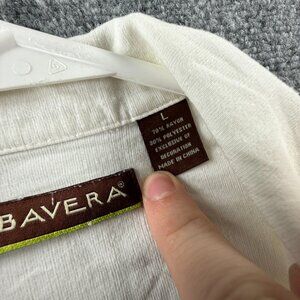 L
70% RAYON
30% POLYESTER
EXCLUSIVE OF
DECORATION
MADE IN CHINA
BAVERA®